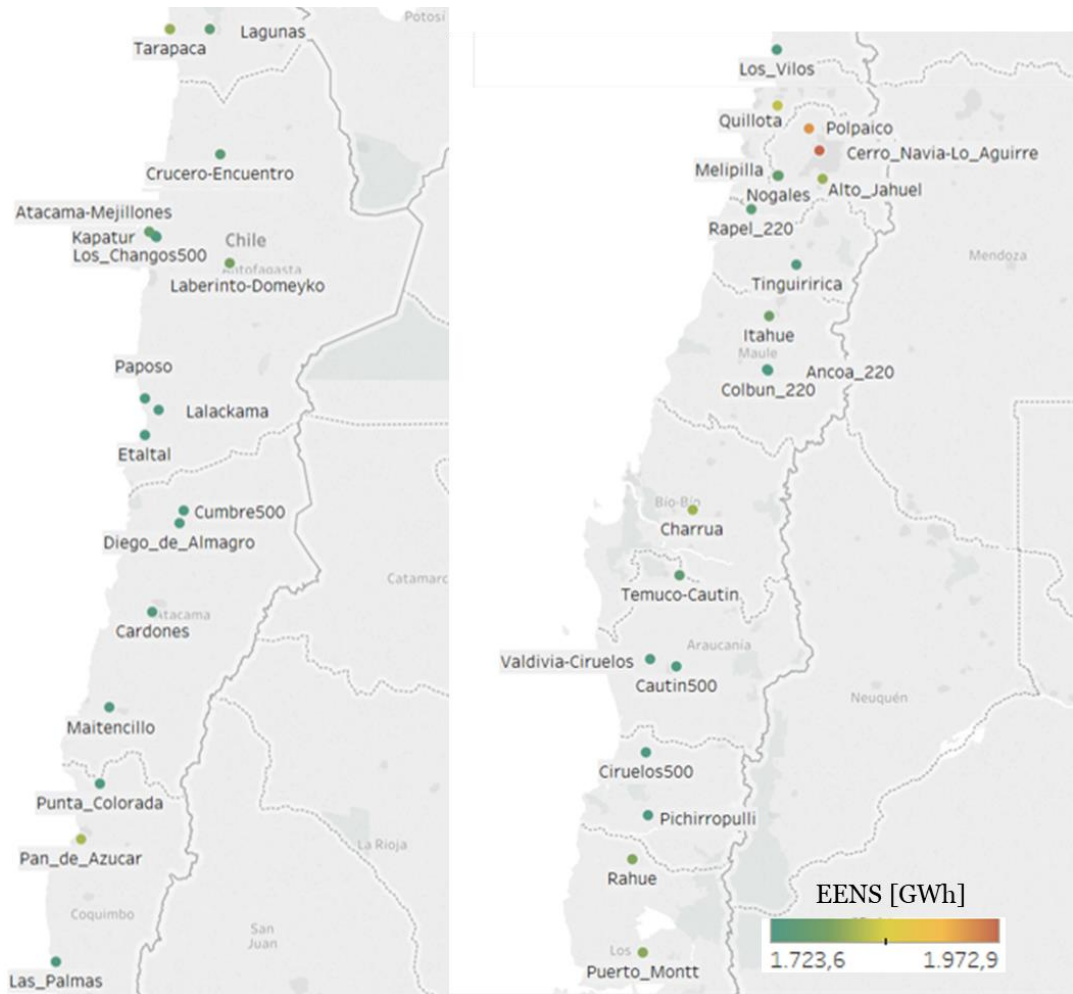 Potosí
Lagunas
Tarapaca
Crucero-Encuentro
Atacama-Mejillones
Kapatur
Los_Changos500
Chile
Antofagasta
Laberinto-Domeyko
Paposo
Lalackama
Etaltal
Cumbre500
Diego_de_Almagro
Catamarc
Atacama
Cardones
Maitencillo
Punta_Colorada
Pan_de_Azucar
La Rioja
Coquimbo
San
Juan
Las_Palmas
Los_Vilos
Quillota
Polpaico
Cerro_Navia-Lo_Aguirre
Melipilla
Nogales
Alto_Jahuel
Rapel_220
Mendoza
Tinguiririca
Itahue
Maule
Ancoa_220
Colbun_220
Bío-Bío
Charrua
Temuco-Cautin
Araucanía
Valdivia-Ciruelos
Cautin500
Neuquén
Ciruelos500
Pichirropulli
Rahue
Los
Puerto_Montt
EENS [GWh]
1.723,6 1.972,9